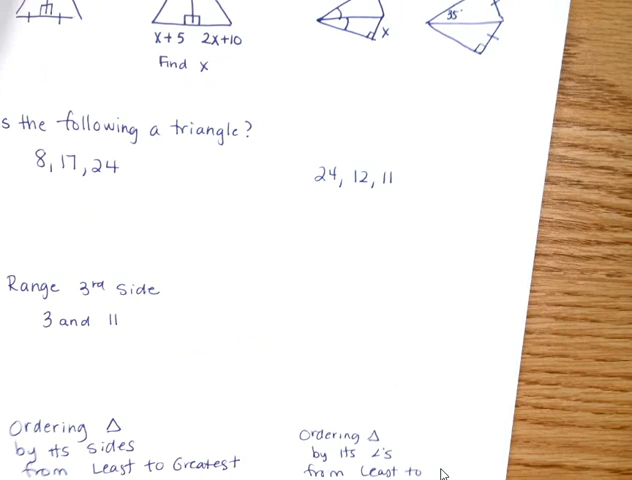 x+5 2x+10
Find x
x
35°
s the following a triangle?
8, 17, 24
24, 12, 11
Range 3rd Side
3 and 11
Ordering △
by its sides
from Least to Greatest
Ordering △
by its ∠'s
from Least to